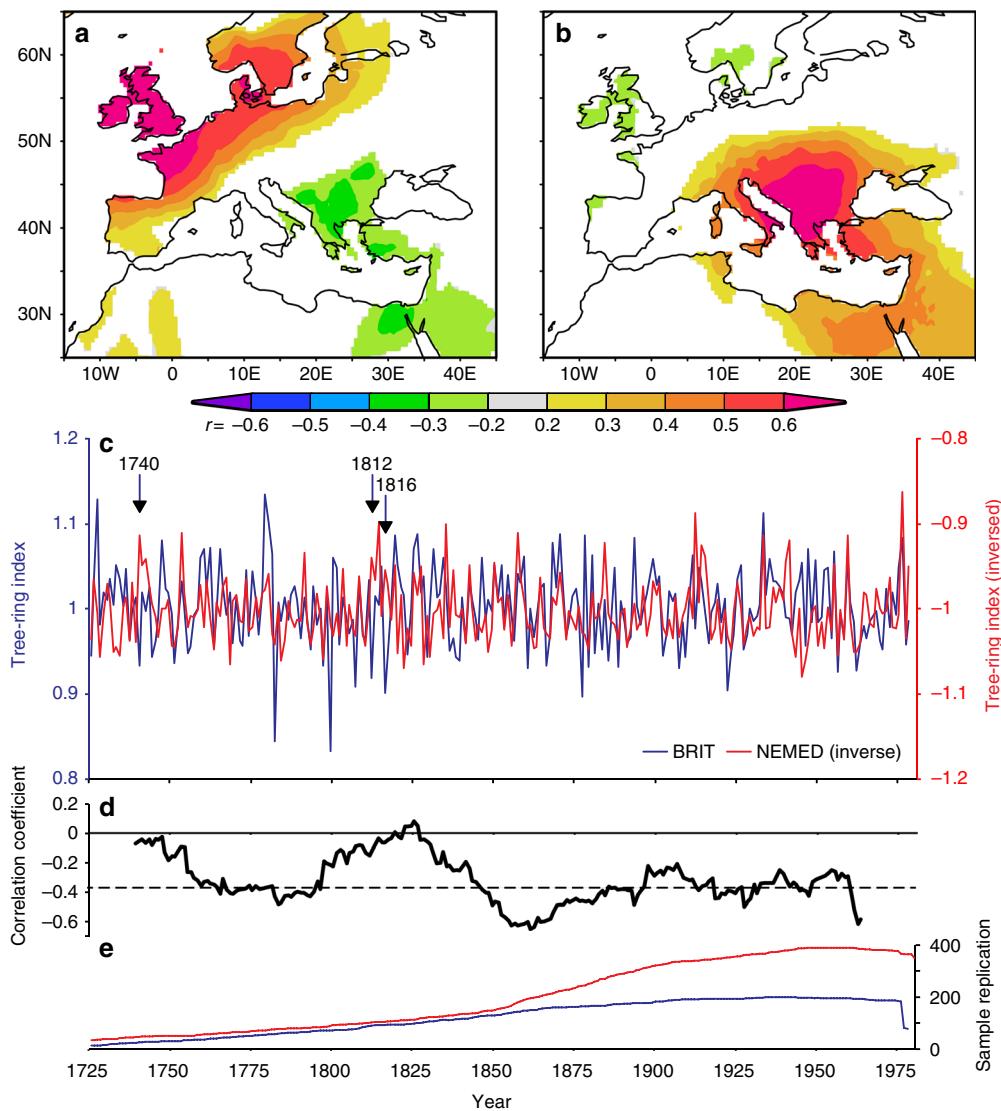 a
b
60N
50N
40N
30N
10W 0 10E 20E 30E 40E
10W 0 10E 20E 30E 40E
r= −0.6 −0.5 −0.4 −0.3 −0.2 0.2 0.3 0.4 0.5 0.6
c
1.2
1.1
1
0.9
0.8
Tree-ring index
1740
1812
1816
−0.8
−0.9
−1
−1.1
−1.2
Tree-ring index (inversed)
BRIT NEMED (inverse)
d
0.2
0
−0.2
−0.4
−0.6
Correlation coefficient
e
400
200
0
Sample replication
1725 1750 1775 1800 1825 1850 1875 1900 1925 1950 1975
Year